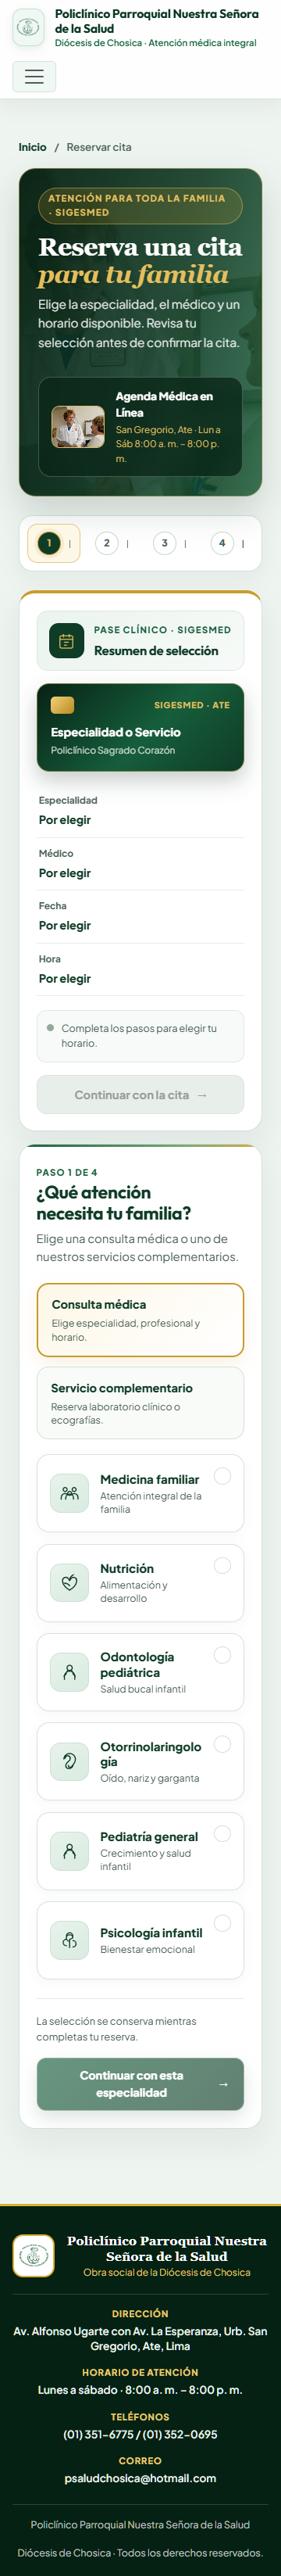 Policlínico Parroquial Nuestra Señora
de la Salud
Diócesis de Chosica · Atención médica integral
Inicio / Reservar cita
ATENCIÓN PARA TODA LA FAMILIA
· SIGESMED
Reserva una cita
para tu familia
Elige la especialidad, el médico y un
horario disponible. Revisa tu
selección antes de confirmar la cita.
Agenda Médica en
Línea
San Gregorio, Ate · Lun a
Sáb 8:00 a. m. – 8:00 p.
m.
1
2
3
4
PASE CLÍNICO · SIGESMED
Resumen de selección
SIGESMED · ATE
Especialidad o Servicio
Policlínico Sagrado Corazón
Especialidad
Por elegir
Médico
Por elegir
Fecha
Por elegir
Hora
Por elegir
Completa los pasos para elegir tu
horario.
Continuar con la cita →
PASO 1 DE 4
¿Qué atención
necesita tu familia?
Elige una consulta médica o uno de
nuestros servicios complementarios.
Consulta médica
Elige especialidad, profesional y
horario.
Servicio complementario
Reserva laboratorio clínico o
ecografías.
Medicina familiar
Atención integral de la
familia
Nutrición
Alimentación y
desarrollo
Odontología
pediátrica
Salud bucal infantil
Otorrinolaringolo
gía
Oído, nariz y garganta
Pediatría general
Crecimiento y salud
infantil
Psicología infantil
Bienestar emocional
La selección se conserva mientras
completas tu reserva.
Continuar con esta
especialidad →
Policlínico Parroquial Nuestra
Señora de la Salud
Obra social de la Diócesis de Chosica
DIRECCIÓN
Av. Alfonso Ugarte con Av. La Esperanza, Urb. San
Gregorio, Ate, Lima
HORARIO DE ATENCIÓN
Lunes a sábado · 8:00 a. m. – 8:00 p. m.
TELÉFONOS
(01) 351-6775 / (01) 352-0695
CORREO
psaludchosica@hotmail.com
Policlínico Parroquial Nuestra Señora de la Salud
Diócesis de Chosica · Todos los derechos reservados.